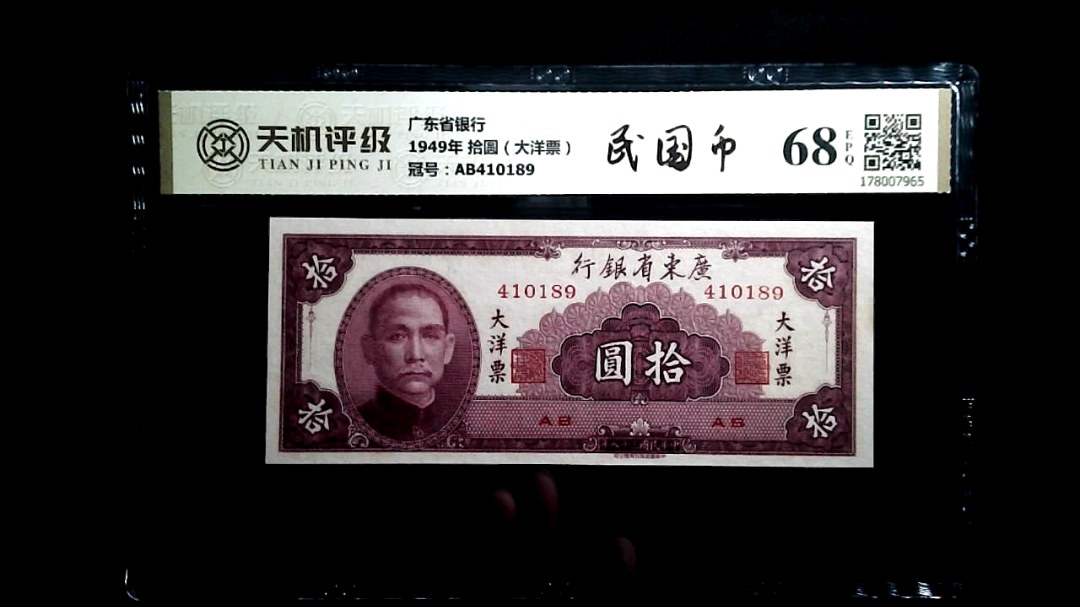 天机评级
TIAN JI PING JI
广东省银行
1949年 拾圆（大洋票）
冠号：AB410189
民国币
68
EPQ
178007965
拾
行銀省東廣
拾
410189
410189
大洋票
圓拾
大洋票
AB
AB
拾
拾